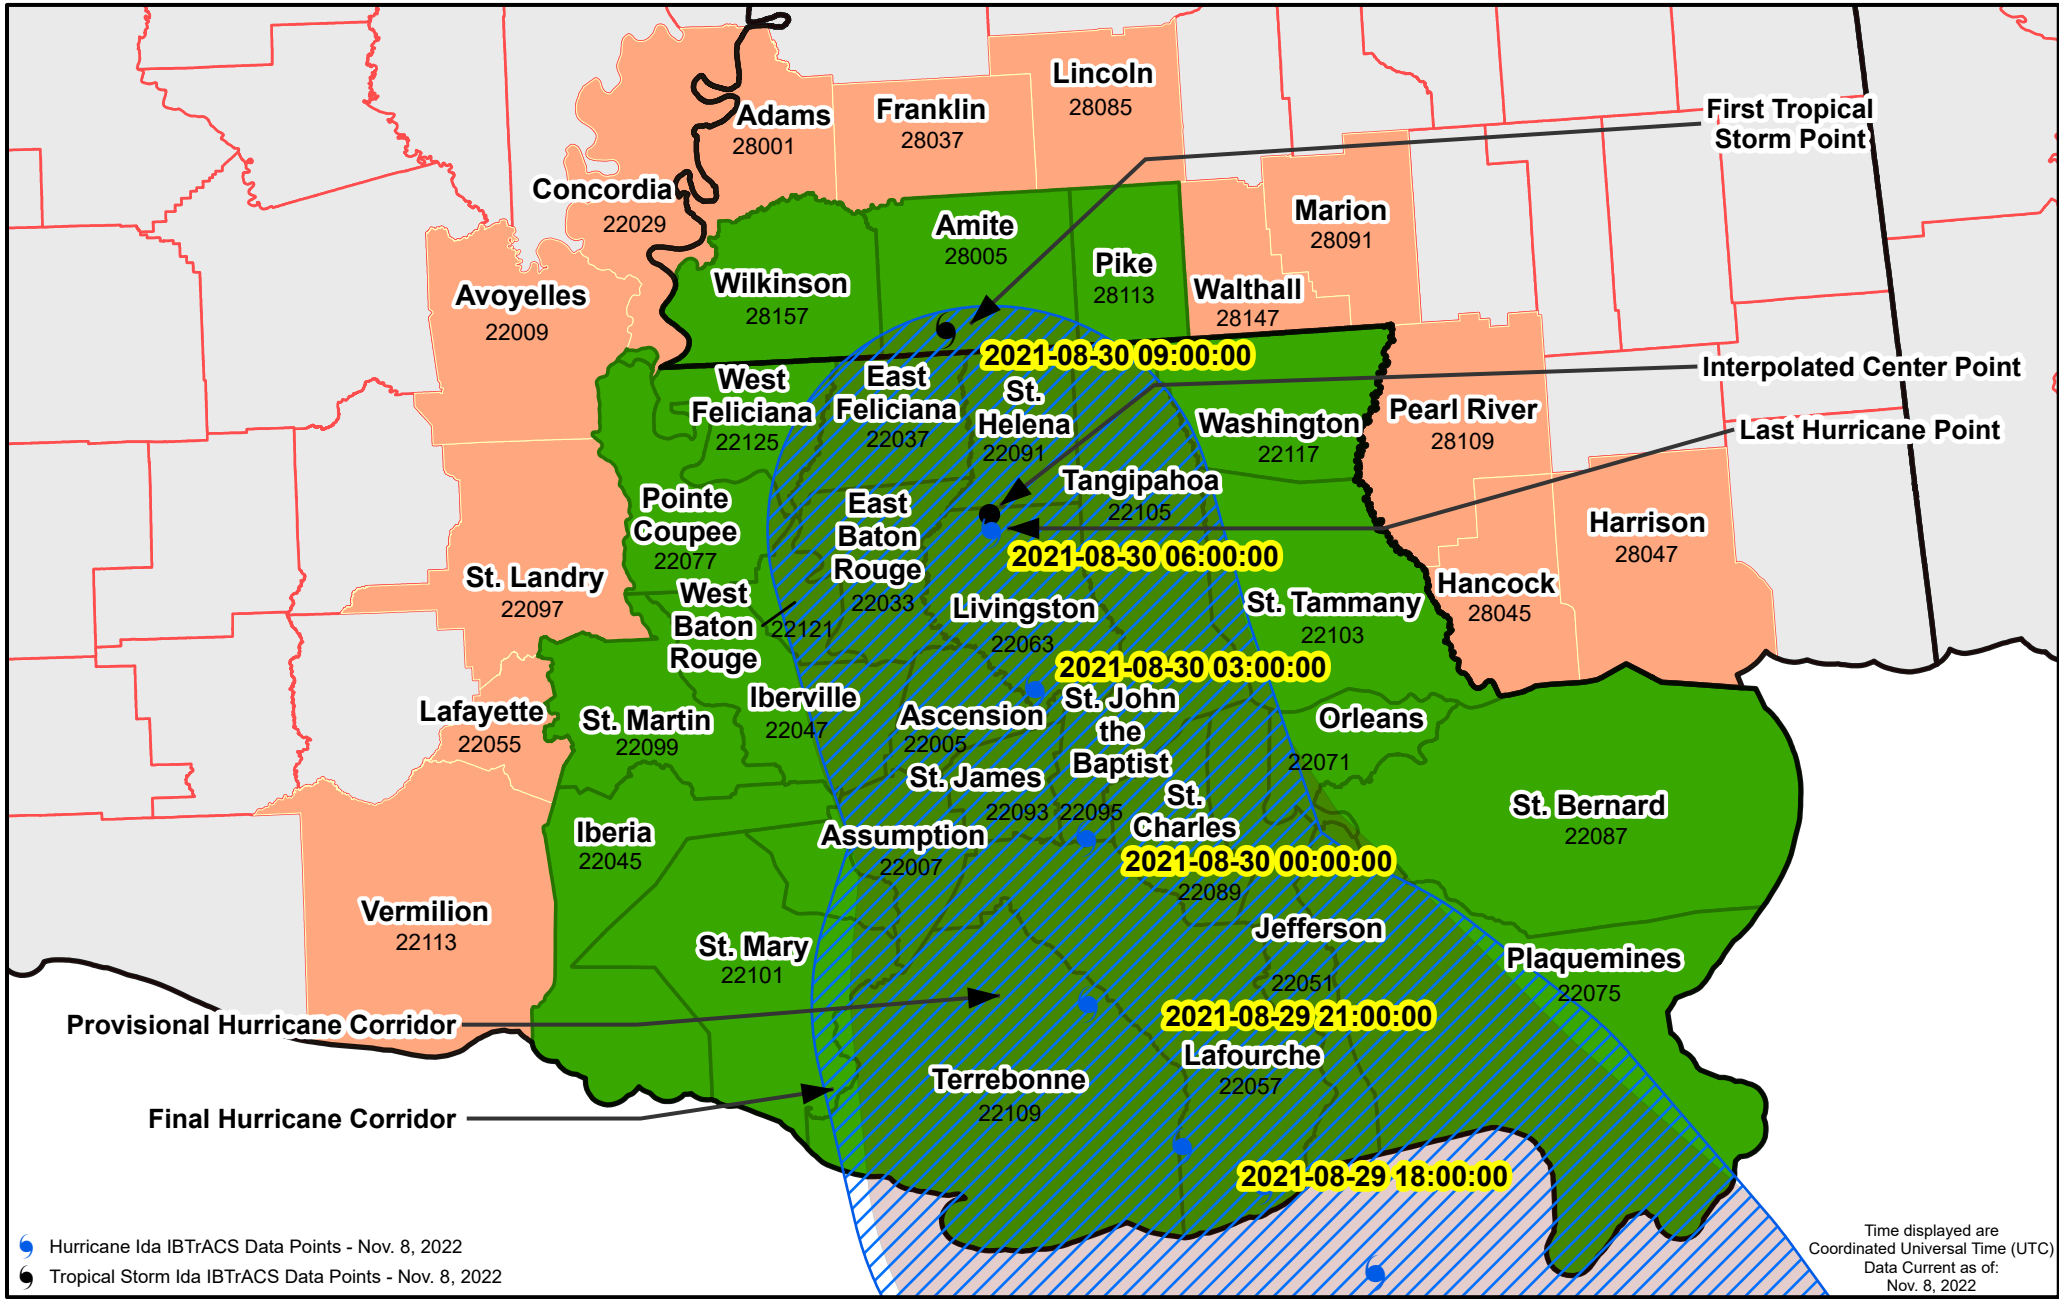 Lincoln
28085
Adams
28001
Franklin
28037
First Tropical
Storm Point
Concordia
22029
Marion
28091
Amite
28005
Pike
28113
Wilkinson
28157
Walthall
28147
Avoyelles
22009
2021-08-30 09:00:00
Interpolated Center Point
West
Feliciana
22125
East
Feliciana
22037
St.
Helena
22091
Washington
22117
Pearl River
28109
Last Hurricane Point
Tangipahoa
22105
Pointe
Coupee
22077
East
Baton
Rouge
22033
2021-08-30 06:00:00
Harrison
28047
St. Landry
22097
West
Baton
Rouge
22121
Livingston
22063
St. Tammany
22103
Hancock
28045
2021-08-30 03:00:00
Lafayette
22055
St. Martin
22099
Iberville
22047
Ascension
22005
St. John
the
Baptist
22095
Orleans
22071
St. James
22093
St.
Charles
22089
St. Bernard
22087
Iberia
22045
Assumption
22007
2021-08-30 00:00:00
Vermilion
22113
St. Mary
22101
Jefferson
22051
Plaquemines
22075
Provisional Hurricane Corridor
2021-08-29 21:00:00
Lafourche
22057
Terrebonne
22109
Final Hurricane Corridor
2021-08-29 18:00:00
Hurricane Ida IBTrACS Data Points - Nov. 8, 2022
Tropical Storm Ida IBTrACS Data Points - Nov. 8, 2022
Time displayed are
Coordinated Universal Time (UTC)
Data Current as of:
Nov. 8, 2022